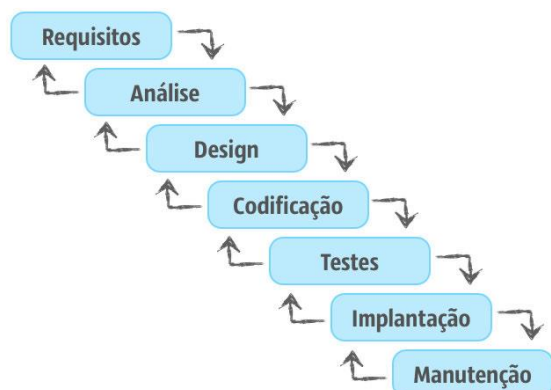 Requisitos
Análise
Design
Codificação
Testes
Implantação
Manutenção